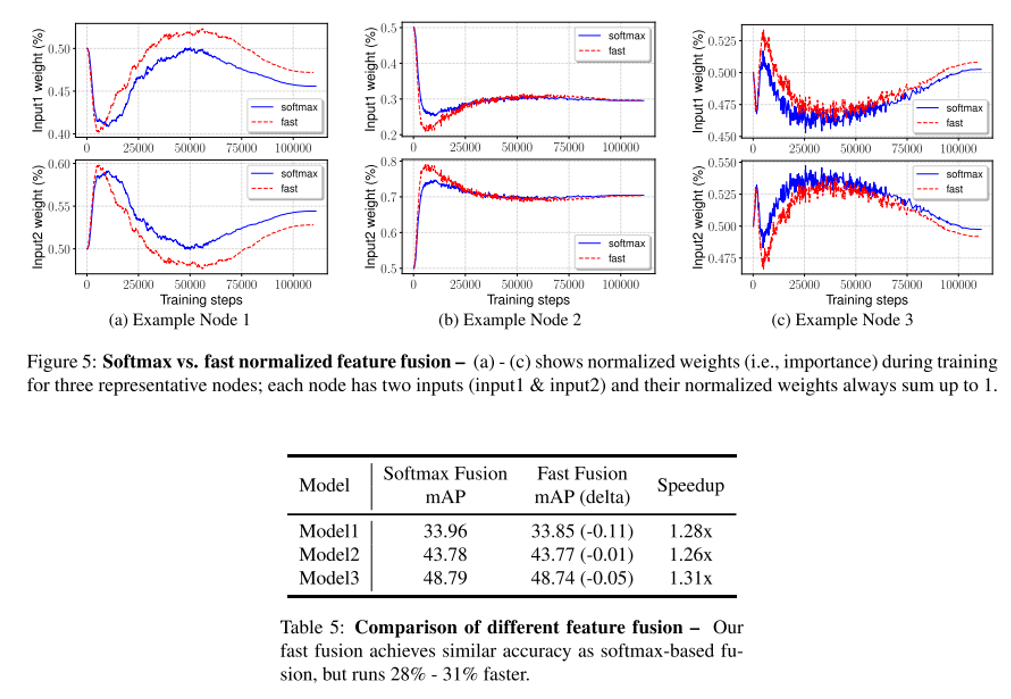 Input1 weight (%)
0.50
0.45
0.40
softmax
fast
0 25000 50000 75000 100000
Input2 weight (%)
0.60
0.55
0.50
softmax
fast
0 25000 50000 75000 100000
Training steps
(a) Example Node 1
Input1 weight (%)
0.5
0.4
0.3
0.2
softmax
fast
0 25000 50000 75000 100000
Input2 weight (%)
0.8
0.7
0.6
0.5
softmax
fast
0 25000 50000 75000 100000
Training steps
(b) Example Node 2
Input1 weight (%)
0.525
0.500
0.475
0.450
softmax
fast
0 25000 50000 75000 100000
Input2 weight (%)
0.550
0.525
0.500
0.475
softmax
fast
0 25000 50000 75000 100000
Training steps
(c) Example Node 3
Figure 5: Softmax vs. fast normalized feature fusion – (a) - (c) shows normalized weights (i.e., importance) during training
for three representative nodes; each node has two inputs (input1 & input2) and their normalized weights always sum up to 1.
Model Softmax Fusion Fast Fusion Speedup
mAP mAP (delta)
Model1 33.96 33.85 (-0.11) 1.28x
Model2 43.78 43.77 (-0.01) 1.26x
Model3 48.79 48.74 (-0.05) 1.31x
Table 5: Comparison of different feature fusion – Our
fast fusion achieves similar accuracy as softmax-based fu-
sion, but runs 28% - 31% faster.